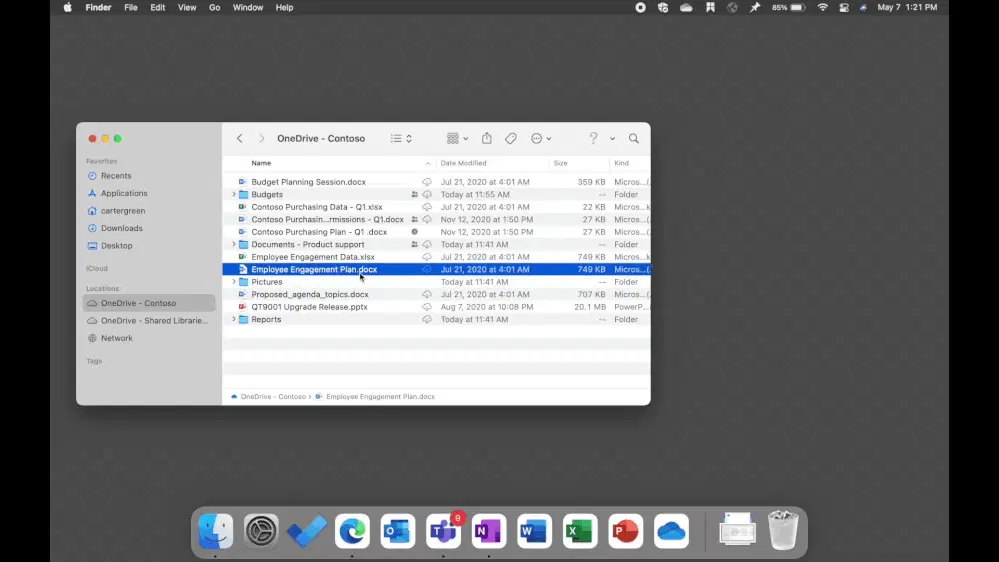 Finder File Edit View Go Window Help 85% May 7 1:21 PM
OneDrive - Contoso
Favorites
Recents
Applications
cartergreen
Downloads
Desktop
iCloud
Locations
OneDrive - Contoso
OneDrive - Shared Librarie...
Network
Tags
Name Date Modified Size Kind
Budget Planning Session.docx Jul 21, 2020 at 4:01 AM 359 KB Micros...(.
Budgets Today at 11:55 AM -- Folder
Contoso Purchasing Data - Q1.xlsx Jul 21, 2020 at 4:01 AM 22 KB Micros...k
Contoso Purchasin...rmissions - Q1.docx Nov 12, 2020 at 1:50 PM 27 KB Micros...(.
Contoso Purchasing Plan - Q1 .docx Nov 12, 2020 at 1:50 PM 27 KB Micros...(.
Documents - Product support Today at 11:41 AM -- Folder
Employee Engagement Data.xlsx Jul 21, 2020 at 4:01 AM 749 KB Micros...k
Employee Engagement Plan.docx Jul 21, 2020 at 4:01 AM 749 KB Micros...(.
Pictures Today at 11:41 AM -- Folder
Proposed_agenda_topics.docx Jul 21, 2020 at 4:01 AM 707 KB Micros...(.
QT9001 Upgrade Release.pptx Aug 7, 2020 at 10:08 PM 20.1 MB PowerP...
Reports Today at 11:41 AM -- Folder
OneDrive - Contoso › Employee Engagement Plan.docx
O T 9 N W X P